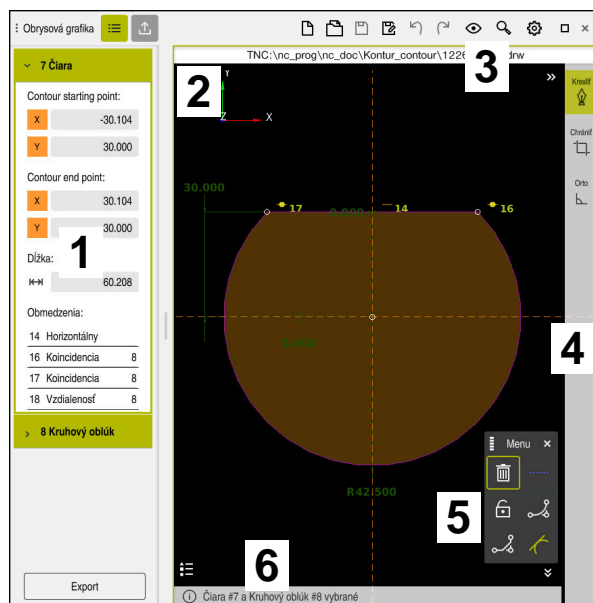 Obrysová grafika
TNC:\nc_prog\nc_doc\Kontur_contour\1226
drw
7 Čiara
Contour starting point:
X -30.104
Y 30.000
Contour end point:
X 30.104
Y 30.000
Dĺžka:
60.208
Obmedzenia:
14 Horizontálny
16 Koincidencia 8
17 Koincidencia 8
18 Vzdialenosť 8
8 Kruhový oblúk
Export
1
2
3
4
5
6
Y
Z
X
30.000
17
0.000
14
16
R42.500
Kresliť
Chrániť
Orto
Menu
Čiara #7 a Kruhový oblúk #8 vybrané